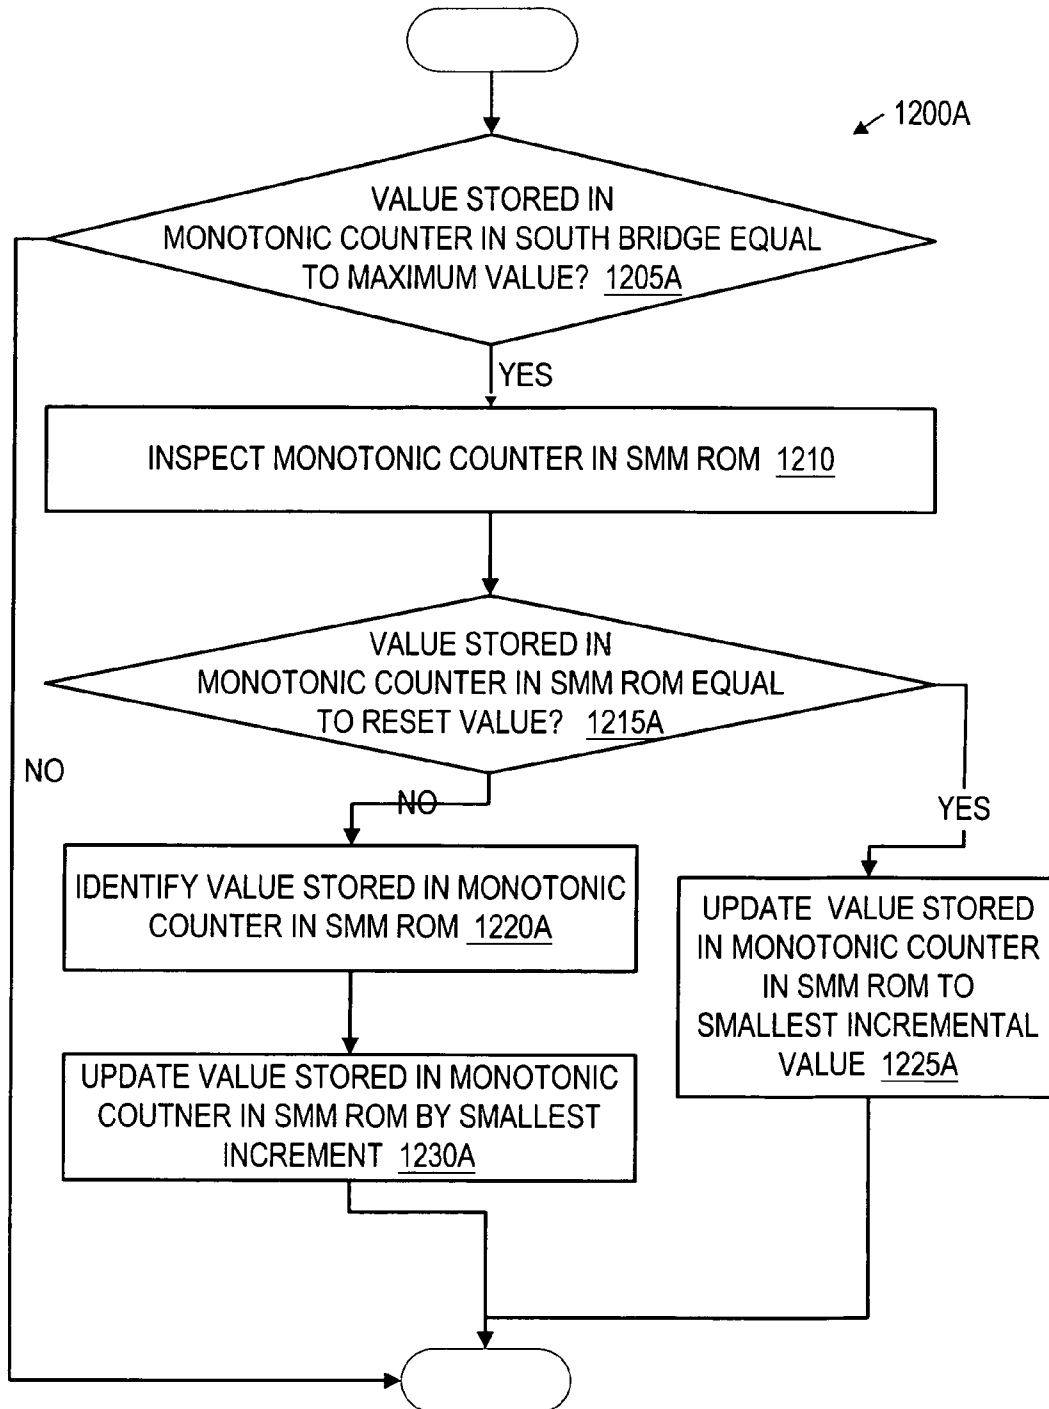 1200A
VALUE STORED IN
MONOTONIC COUNTER IN SOUTH BRIDGE EQUAL
TO MAXIMUM VALUE? 1205A
YES
INSPECT MONOTONIC COUNTER IN SMM ROM 1210
VALUE STORED IN
MONOTONIC COUNTER IN SMM ROM EQUAL
TO RESET VALUE? 1215A
NO
NO
YES
IDENTIFY VALUE STORED IN MONOTONIC
COUNTER IN SMM ROM 1220A
UPDATE VALUE STORED
IN MONOTONIC COUNTER
IN SMM ROM TO
SMALLEST INCREMENTAL
VALUE 1225A
UPDATE VALUE STORED IN MONOTONIC
COUTNER IN SMM ROM BY SMALLEST
INCREMENT 1230A